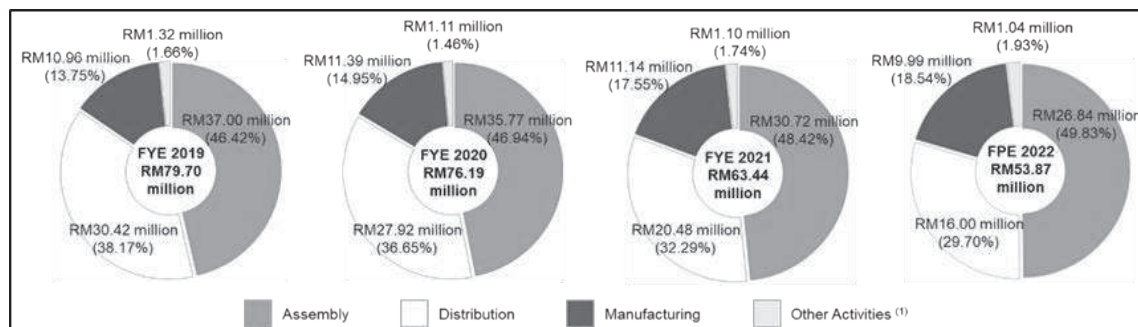 RM1.32 million
(1.66%)
RM10.96 million
(13.75%)
RM37.00 million
(46.42%)
FYE 2019
RM79.70
million
RM30.42 million
(38.17%)
RM1.11 million
(1.46%)
RM11.39 million
(14.95%)
RM35.77 million
(46.94%)
FYE 2020
RM76.19
million
RM27.92 million
(36.65%)
RM1.10 million
(1.74%)
RM11.14 million
(17.55%)
RM30.72 million
(48.42%)
FYE 2021
RM63.44
million
RM20.48 million
(32.29%)
RM1.04 million
(1.93%)
RM9.99 million
(18.54%)
RM26.84 million
(49.83%)
FPE 2022
RM53.87
million
RM16.00 million
(29.70%)
Assembly
Distribution
Manufacturing
Other Activities (1)